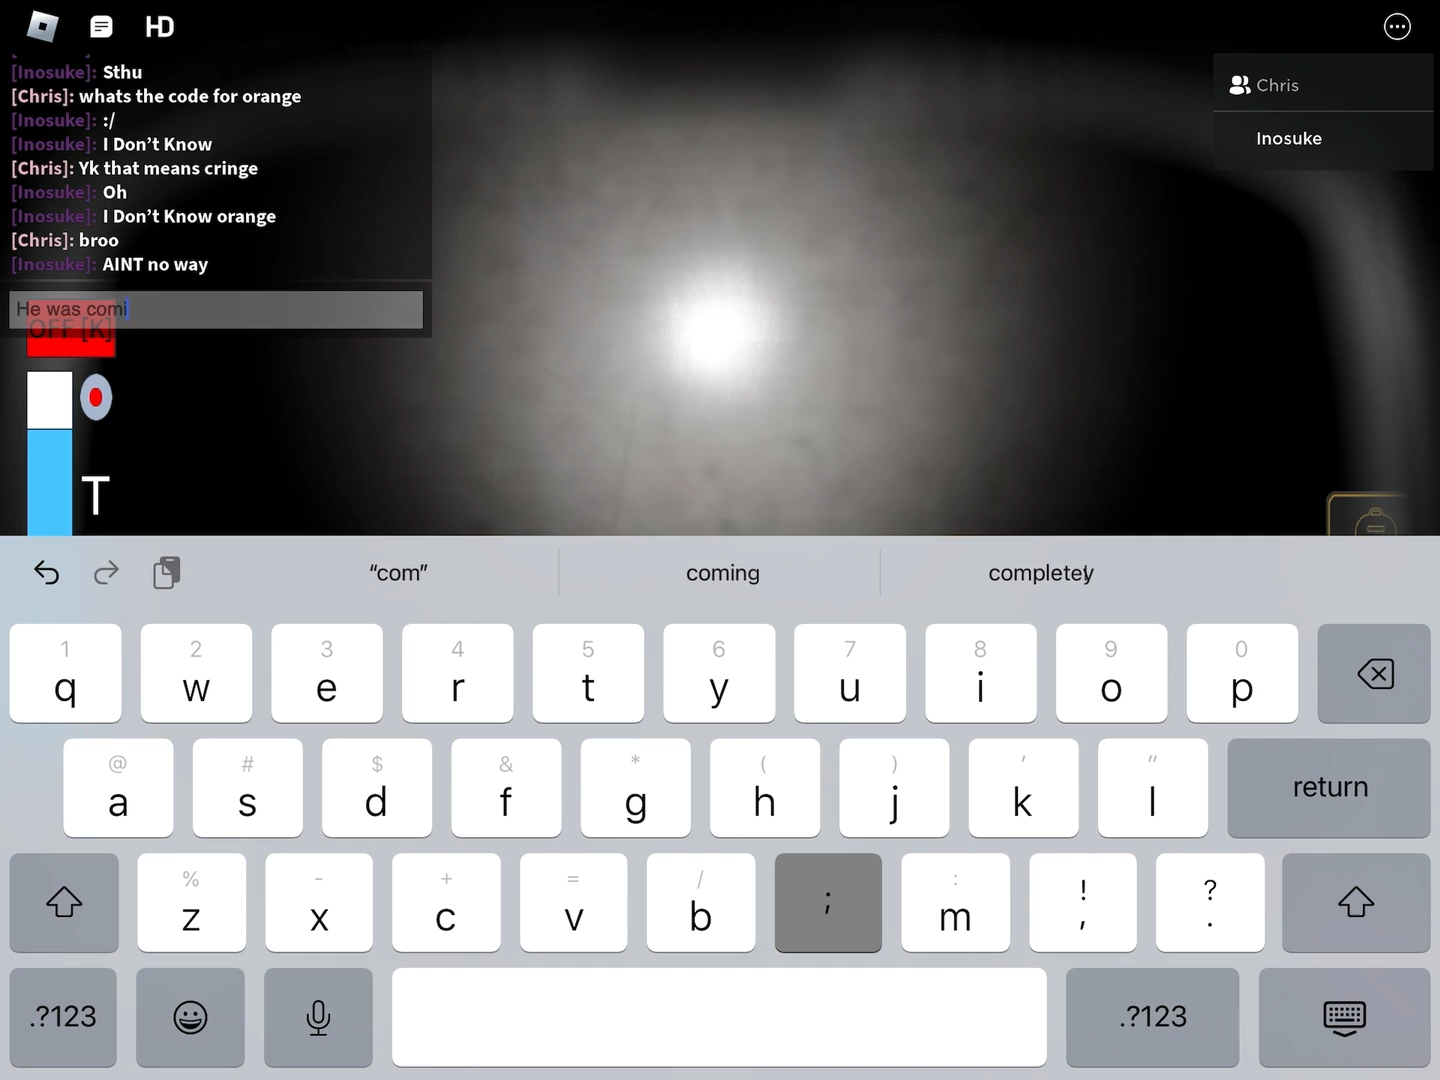 HD
[Inosuke]: Sthu
[Chris]: whats the code for orange
[Inosuke]: :/
[Inosuke]: I Don’t Know
[Chris]: Yk that means cringe
[Inosuke]: Oh
[Inosuke]: I Don’t Know orange
[Chris]: broo
[Inosuke]: AINT no way
He was comi
OFF [K]
T
Chris
Inosuke
“com” coming completely
1 2 3 4 5 6 7 8 9 0
q w e r t y u i o p
@ # $ & * ( ) ' "
a s d f g h j k l return
% - + = / ; : ! ?
z x c v b m , .
.?123 .?123